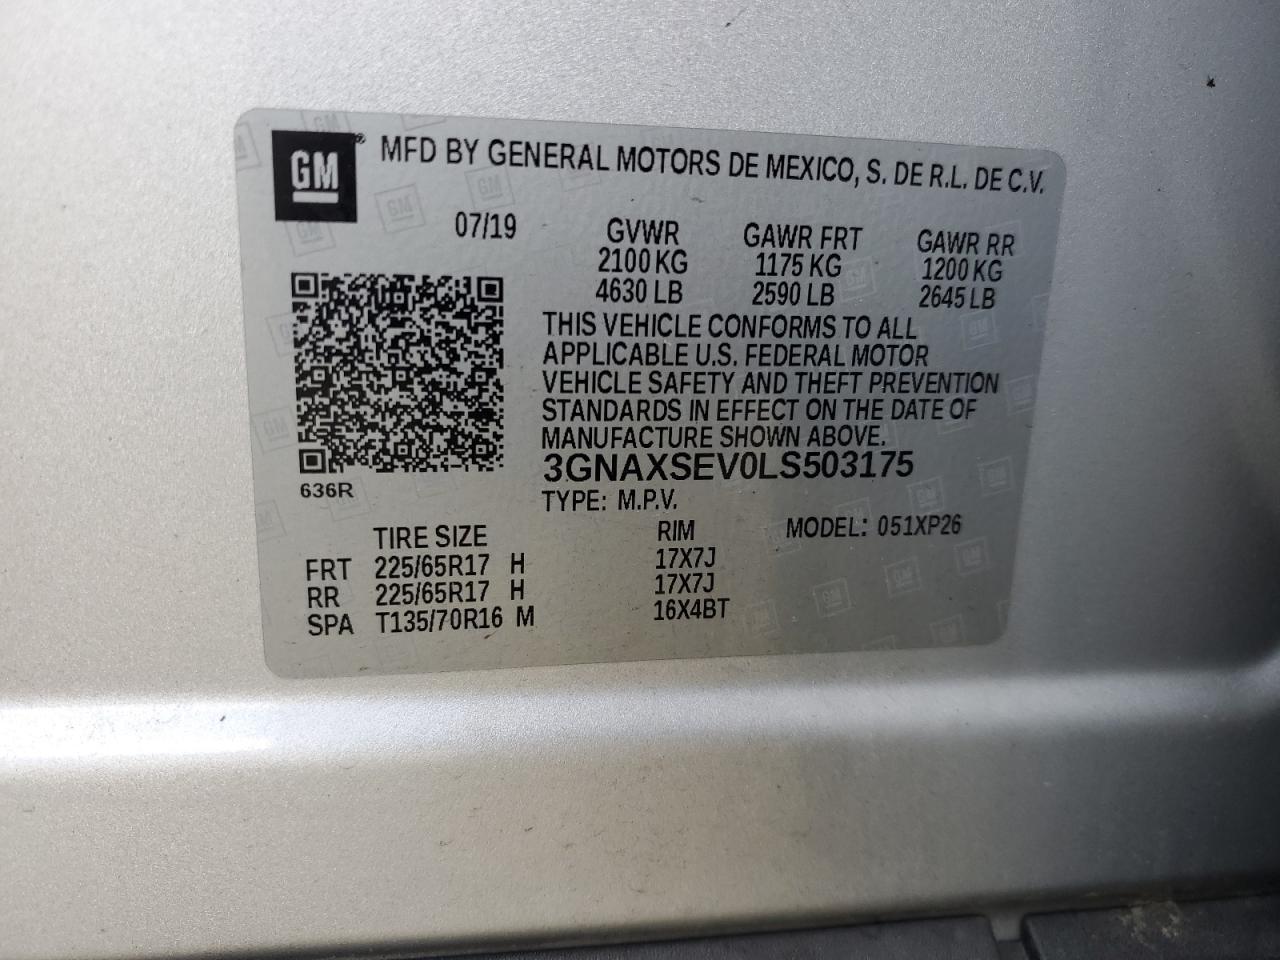 GM® MFD BY GENERAL MOTORS DE MEXICO, S. DE R.L. DE C.V.
07/19 GVWR GAWR FRT GAWR RR
2100 KG 1175 KG 1200 KG
4630 LB 2590 LB 2645 LB
THIS VEHICLE CONFORMS TO ALL
APPLICABLE U.S. FEDERAL MOTOR
VEHICLE SAFETY AND THEFT PREVENTION
STANDARDS IN EFFECT ON THE DATE OF
MANUFACTURE SHOWN ABOVE.
3GNAXSEV0LS503175
636R
TYPE: M.P.V.
TIRE SIZE RIM MODEL: 051XP26
FRT 225/65R17 H 17X7J
RR 225/65R17 H 17X7J
SPA T135/70R16 M 16X4BT